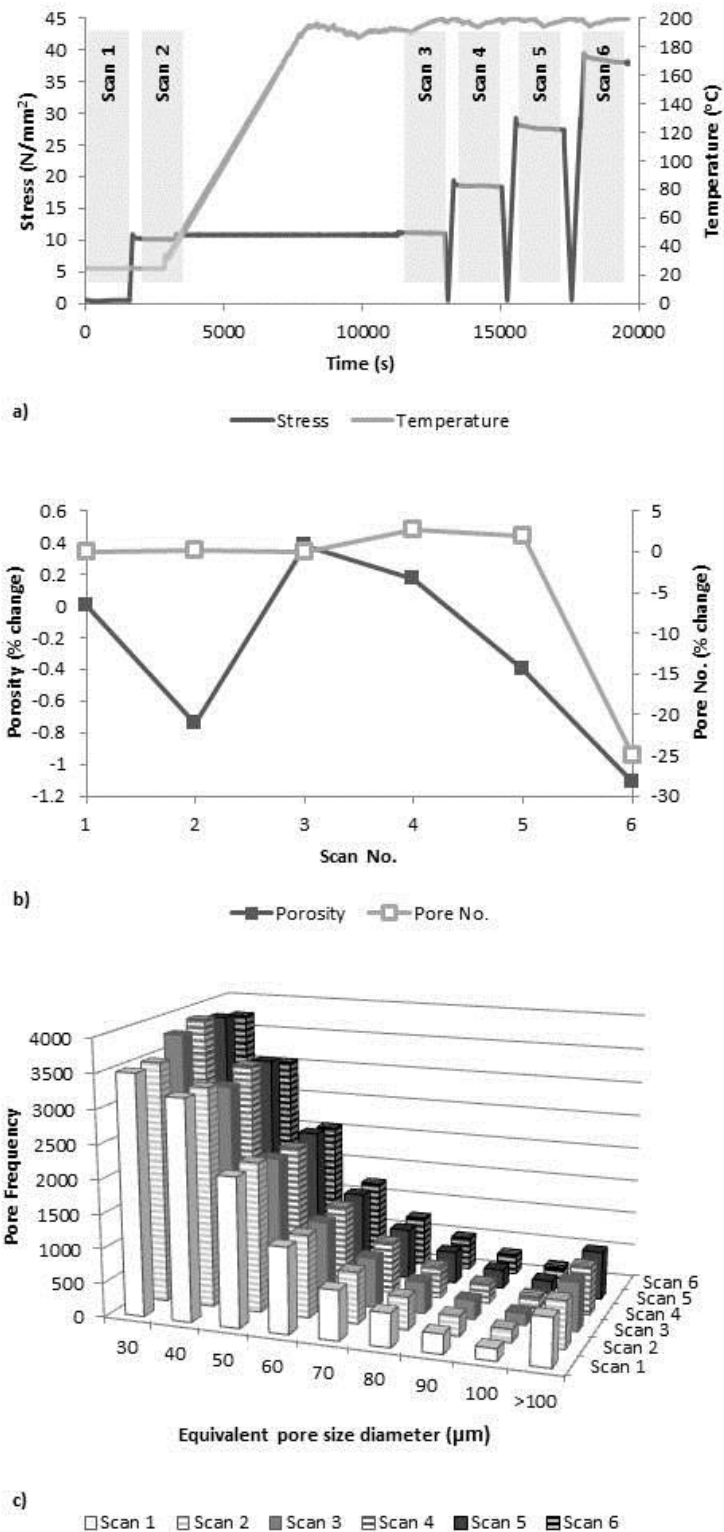 Stress (N/mm²)
45
40
35
30
25
20
15
10
5
0
Scan 1
Scan 2
Scan 3
Scan 4
Scan 5
Scan 6
200
180
160
140
120
100
80
60
40
20
0
Temperature (°C)
0 5000 10000 15000 20000
Time (s)
a)
Stress Temperature
Porosity (% change)
0.6
0.4
0.2
0
-0.2
-0.4
-0.6
-0.8
-1
-1.2
5
0
-5
-10
-15
-20
-25
-30
Pore No. (% change)
1 2 3 4 5 6
Scan No.
b)
Porosity Pore No.
Pore Frequency
4000
3500
3000
2500
2000
1500
1000
500
0
30 40 50 60 70 80 90 100 >100
Scan 6
Scan 5
Scan 4
Scan 3
Scan 2
Scan 1
Equivalent pore size diameter (µm)
c)
Scan 1 Scan 2 Scan 3 Scan 4 Scan 5 Scan 6